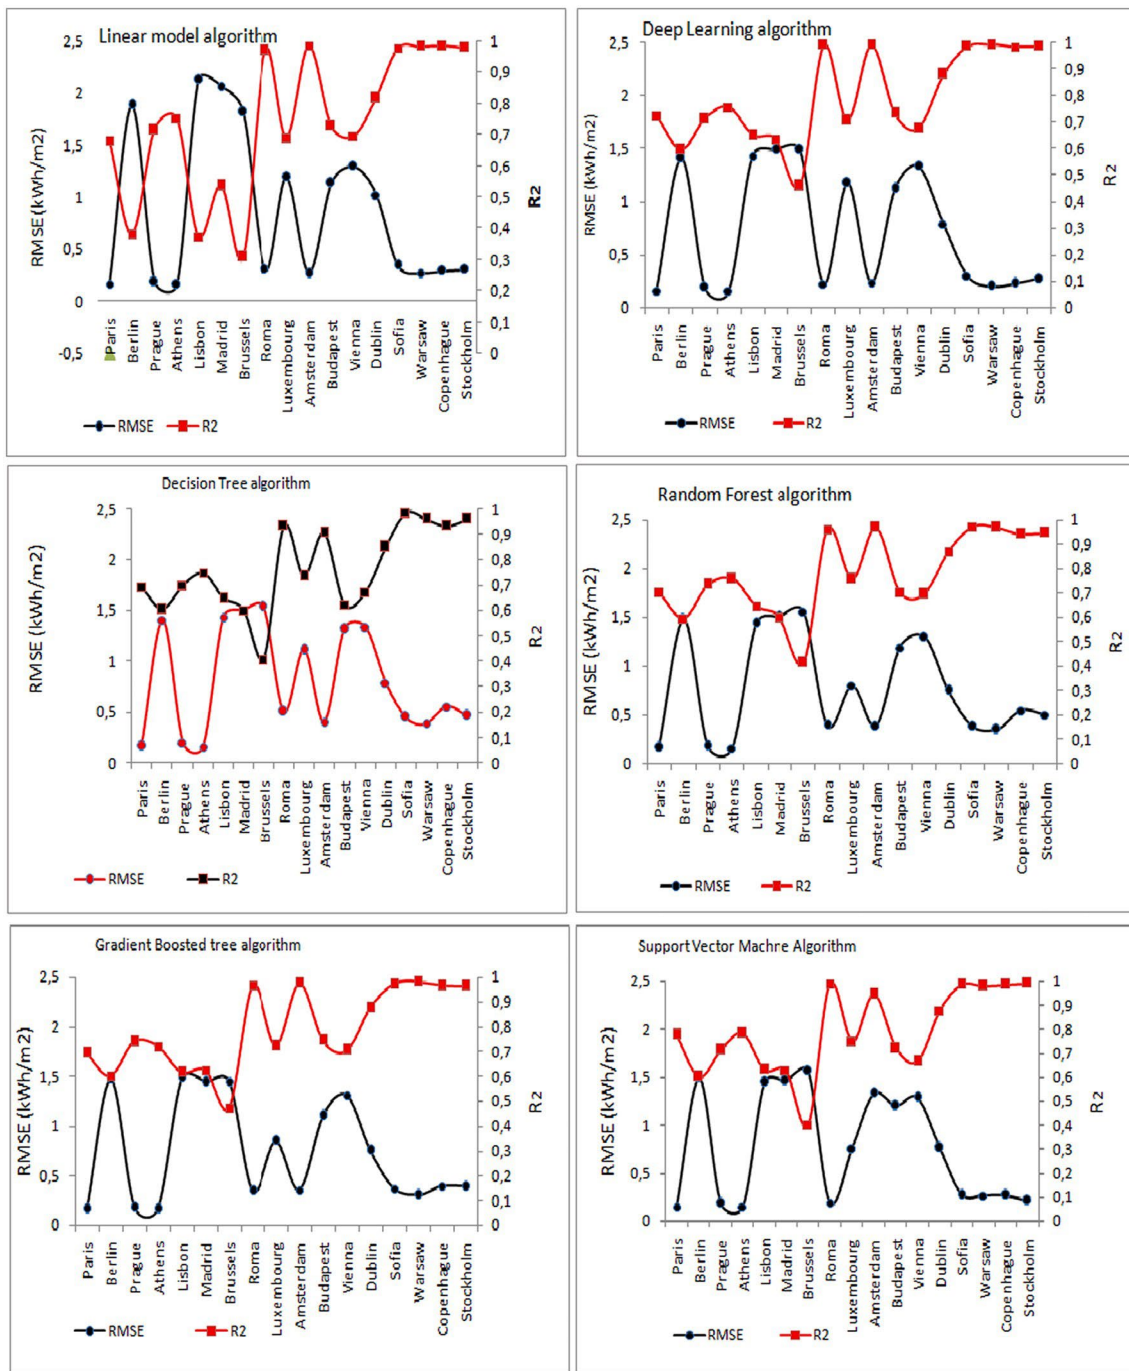 Linear model algorithm
RMSE(kWh/m2)
2,5
2
1,5
1
0,5
0
-0,5
1
0,9
0,8
0,7
0,6
0,5
0,4
0,3
0,2
0,1
0
R2
Paris
Berlin
Prague
Athens
Lisbon
Madrid
Brussels
Roma
Luxembourg
Amsterdam
Budapest
Vienna
Dublin
Sofia
Warsaw
Copenhague
Stockholm
RMSE R2
Deep Learning algorithm
RMSE (kWh/m2)
2,5
2
1,5
1
0,5
0
1
0,9
0,8
0,7
0,6
0,5
0,4
0,3
0,2
0,1
0
R2
Paris
Berlin
Prague
Athens
Lisbon
Madrid
Brussels
Roma
Luxembourg
Amsterdam
Budapest
Vienna
Dublin
Sofia
Warsaw
Copenhague
Stockholm
RMSE R2
Decision Tree algorithm
RMSE (kWh/m2)
2,5
2
1,5
1
0,5
0
1
0,9
0,8
0,7
0,6
0,5
0,4
0,3
0,2
0,1
0
R2
Paris
Berlin
Prague
Athens
Lisbon
Madrid
Brussels
Roma
Luxembourg
Amsterdam
Budapest
Vienna
Dublin
Sofia
Warsaw
Copenhague
Stockholm
RMSE R2
Random Forest algorithm
RMSE (kWh/m2)
2,5
2
1,5
1
0,5
0
1
0,9
0,8
0,7
0,6
0,5
0,4
0,3
0,2
0,1
0
R2
Paris
Berlin
Prague
Athens
Lisbon
Madrid
Brussels
Roma
Luxembourg
Amsterdam
Budapest
Vienna
Dublin
Sofia
Warsaw
Copenhague
Stockholm
RMSE R2
Gradient Boosted tree algorithm
RMSE (kWh/m2)
2,5
2
1,5
1
0,5
0
1
0,9
0,8
0,7
0,6
0,5
0,4
0,3
0,2
0,1
0
R2
Paris
Berlin
Prague
Athens
Lisbon
Madrid
Brussels
Roma
Luxembourg
Amsterdam
Budapest
Vienna
Dublin
Sofia
Warsaw
Copenhague
Stockholm
RMSE R2
Support Vector Machre Algorithm
RMSE (kWh/m2)
2,5
2
1,5
1
0,5
0
1
0,9
0,8
0,7
0,6
0,5
0,4
0,3
0,2
0,1
0
R2
Paris
Berlin
Prague
Athens
Lisbon
Madrid
Brussels
Roma
Luxembourg
Amsterdam
Budapest
Vienna
Dublin
Sofia
Warsaw
Copenhague
Stockholm
RMSE R2